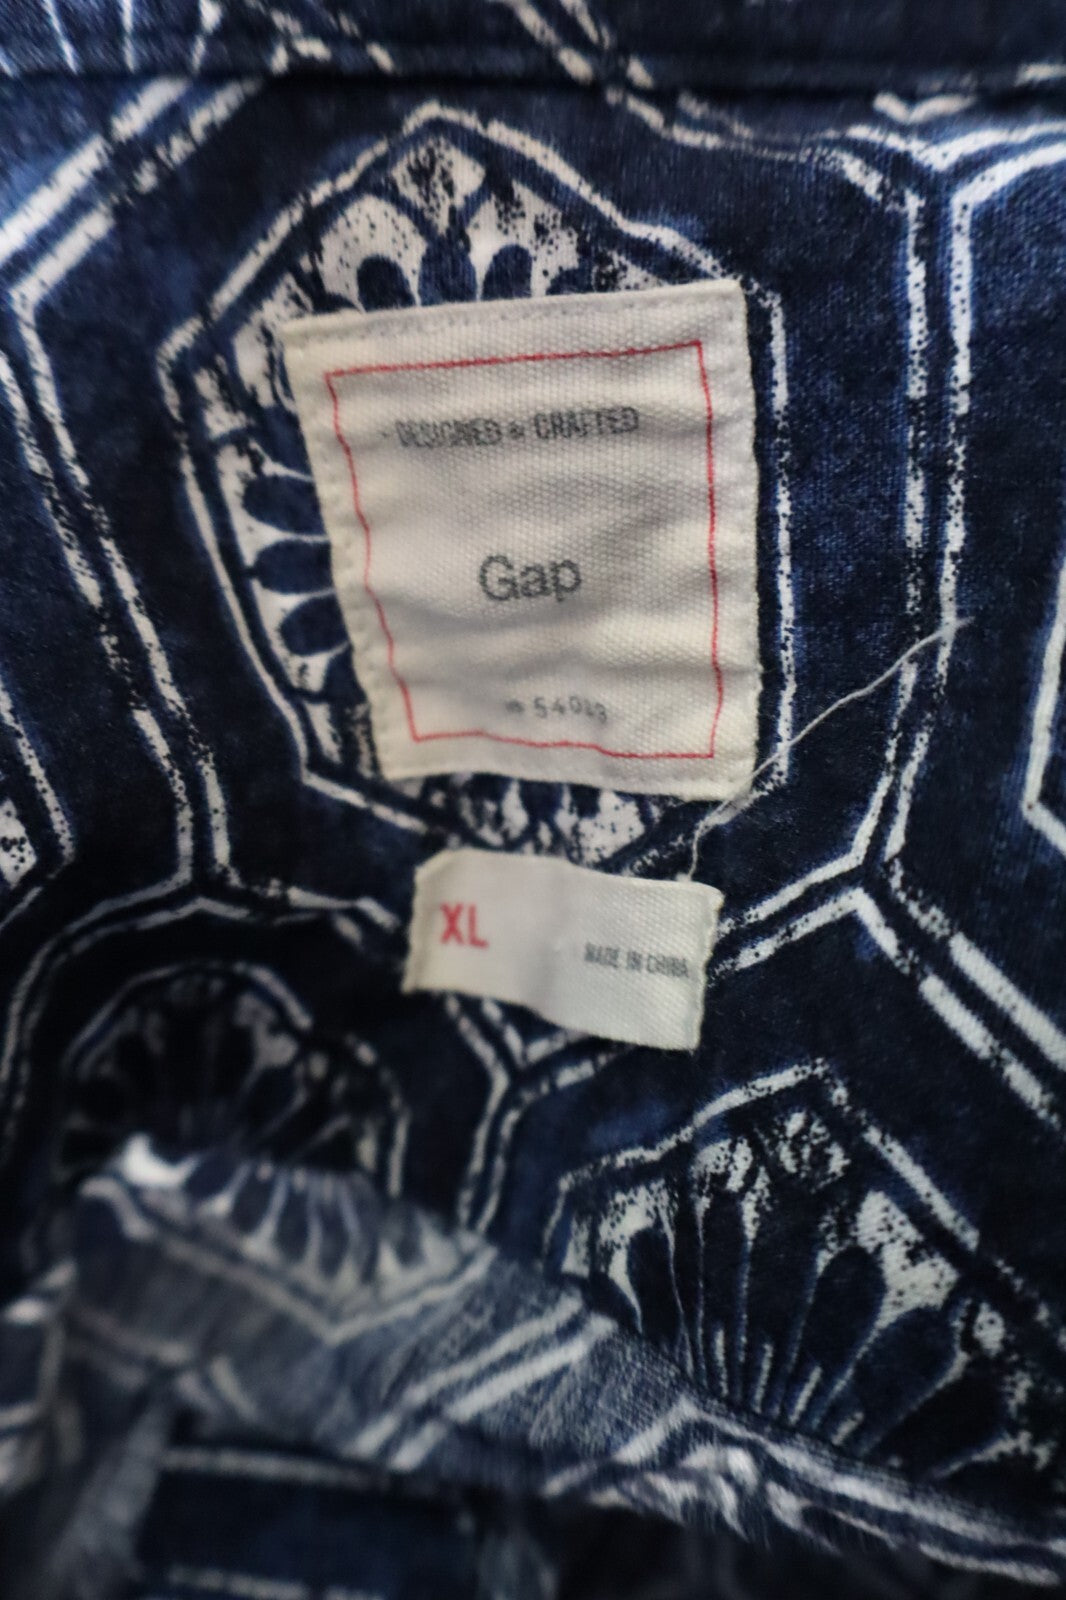 DESIGNED & CRAFTED
Gap
XL
MADE IN CHINA